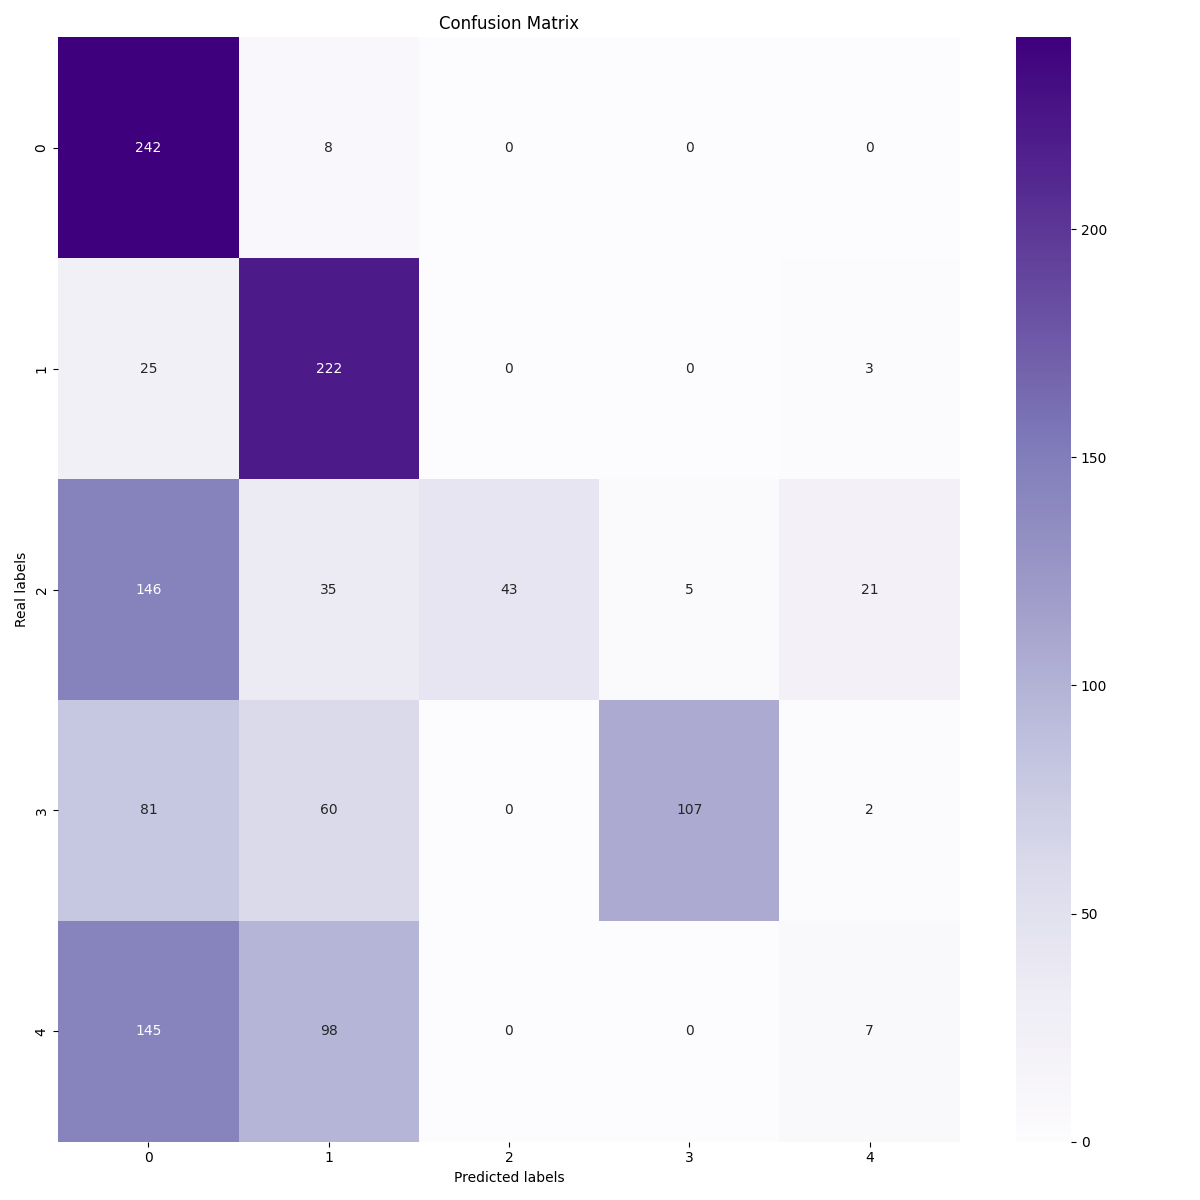 Confusion Matrix
0 242 8 0 0 0
1 25 222 0 0 3
2 146 35 43 5 21
3 81 60 0 107 2
4 145 98 0 0 7
0 1 2 3 4
Predicted labels
Real labels
200
150
100
50
0